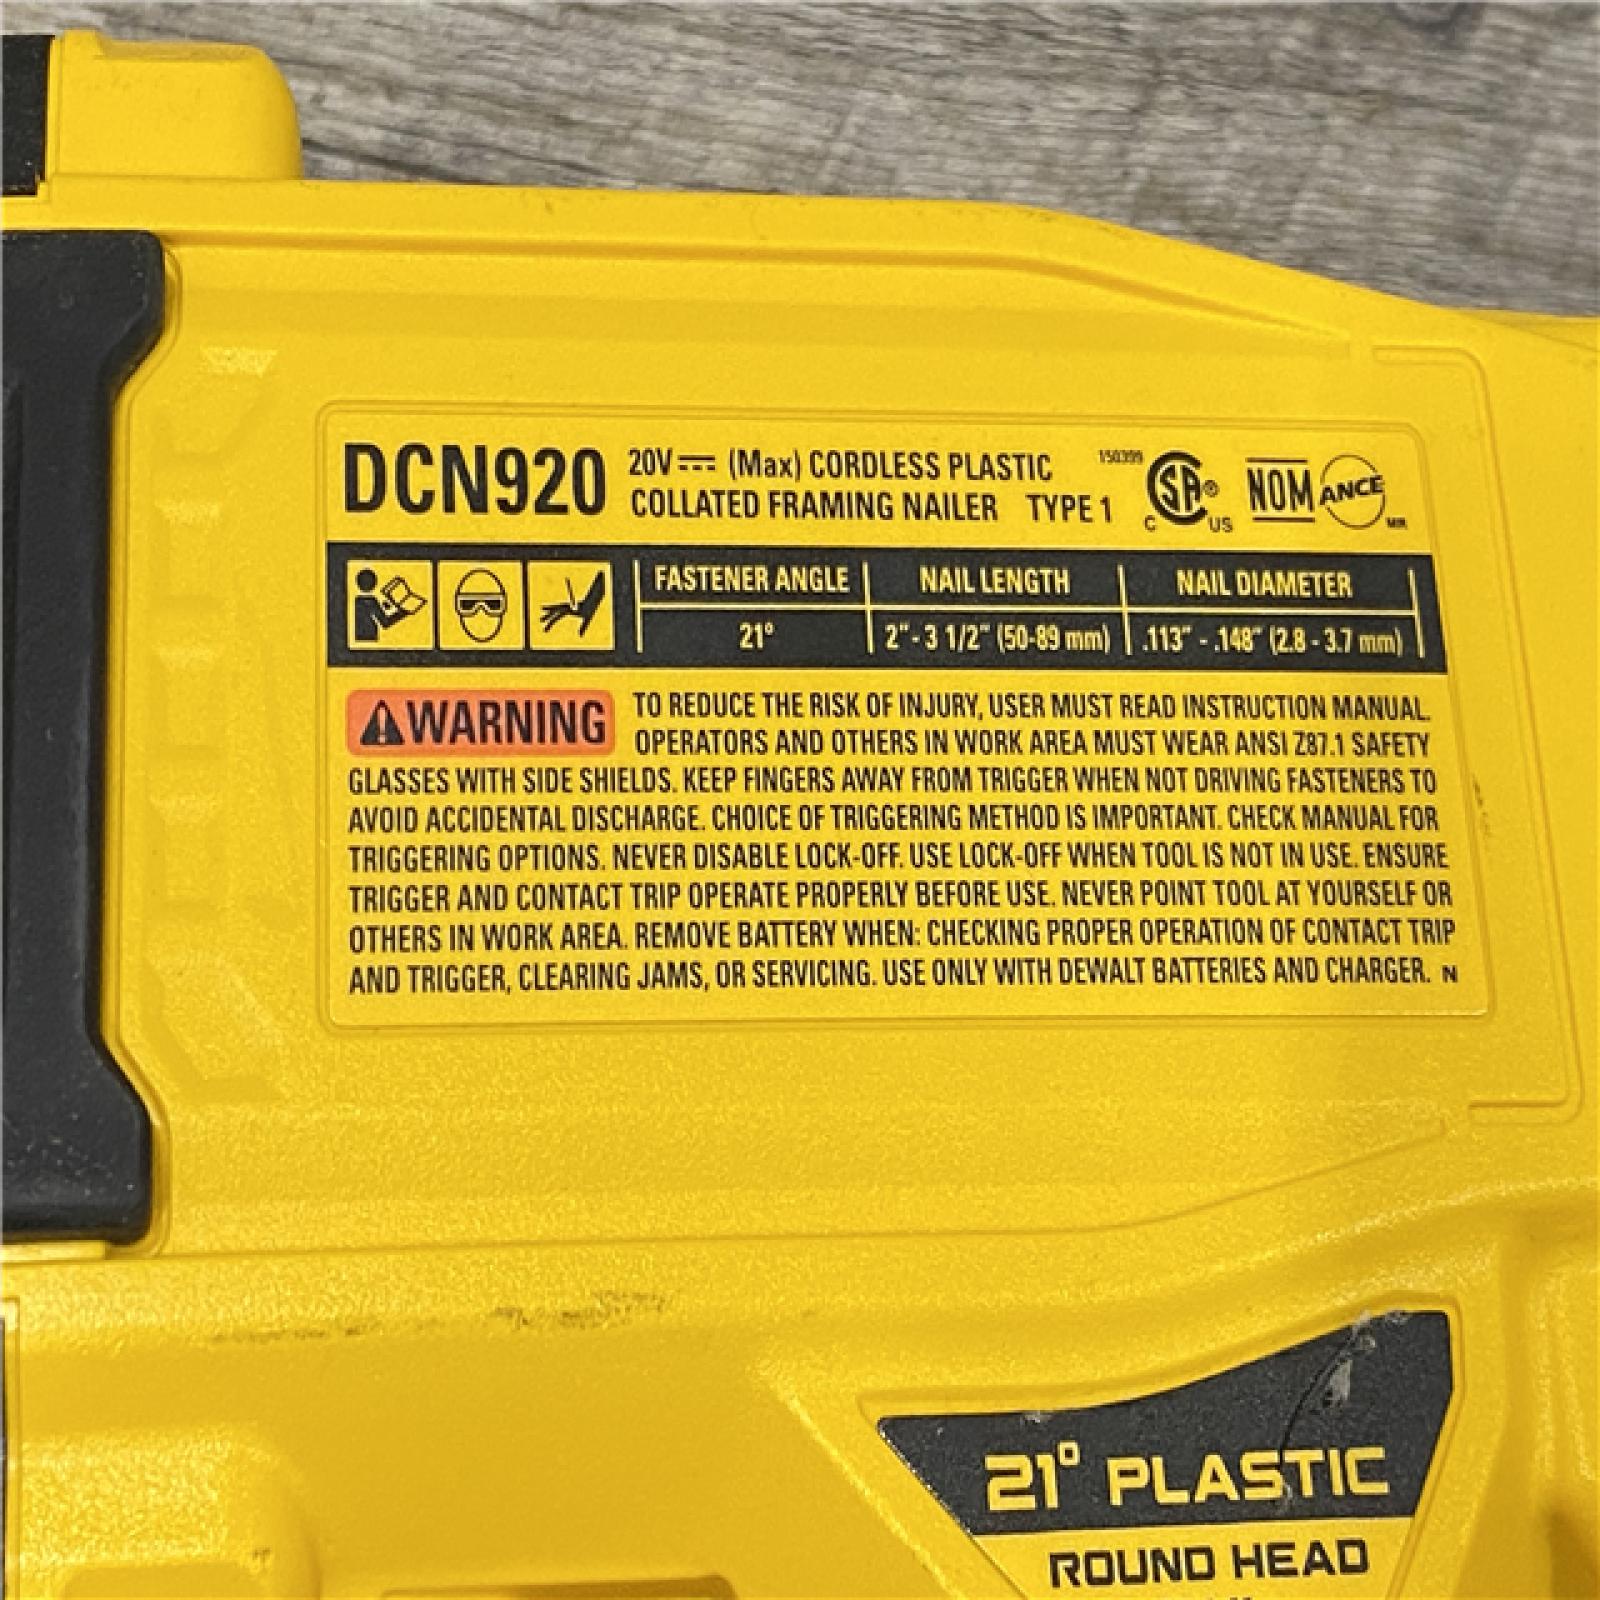 DCN920 20V (Max) CORDLESS PLASTIC
COLLATED FRAMING NAILER TYPE 1
150399
SA®
C US
NOM
ANCE
MR
FASTENER ANGLE NAIL LENGTH NAIL DIAMETER
21° 2" - 3 1/2" (50-89 mm) .113" - .148" (2.8 - 3.7 mm)
WARNING TO REDUCE THE RISK OF INJURY, USER MUST READ INSTRUCTION MANUAL.
OPERATORS AND OTHERS IN WORK AREA MUST WEAR ANSI Z87.1 SAFETY
GLASSES WITH SIDE SHIELDS. KEEP FINGERS AWAY FROM TRIGGER WHEN NOT DRIVING FASTENERS TO
AVOID ACCIDENTAL DISCHARGE. CHOICE OF TRIGGERING METHOD IS IMPORTANT. CHECK MANUAL FOR
TRIGGERING OPTIONS. NEVER DISABLE LOCK-OFF. USE LOCK-OFF WHEN TOOL IS NOT IN USE. ENSURE
TRIGGER AND CONTACT TRIP OPERATE PROPERLY BEFORE USE. NEVER POINT TOOL AT YOURSELF OR
OTHERS IN WORK AREA. REMOVE BATTERY WHEN: CHECKING PROPER OPERATION OF CONTACT TRIP
AND TRIGGER, CLEARING JAMS, OR SERVICING. USE ONLY WITH DEWALT BATTERIES AND CHARGER. N
21° PLASTIC
ROUND HEAD